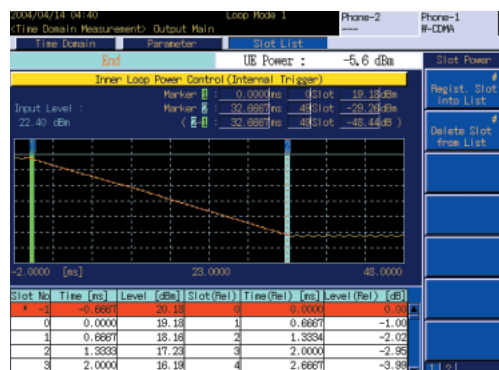 2004/04/14 04:40 Loop Mode 1 Phone-2 Phone-1
<Time Domain Measurement> Output Main ---- W-CDMA
Time Domain Parameter Slot List
End UE Power : -5.6 dBm Slot Power
Inner Loop Power Control(Internal Trigger)
Marker 1 : 0.0000ms 0Slot 19.18dBm
Input Level : Marker 2 : 32.6667ms 49Slot -29.26dBm
22.40 dBm ( 2-1 : 32.6667ms 49Slot -48.44dB )
# Regist. Slot into List
# Delete Slot from List
-2.0000 [ms] 23.0000 48.0000
Slot No Time [ms] Level [dBm] Slot(Rel) Time(Rel) [ms] Level(Rel) [dB]
* -1 -0.6667 20.18 0 0.0000 0.00
0 0.0000 19.18 1 0.6667 -1.00
1 0.6667 18.16 2 1.3334 -2.02
2 1.3333 17.23 3 2.0000 -2.95
3 2.0000 16.19 4 2.6667 -3.99
1 2